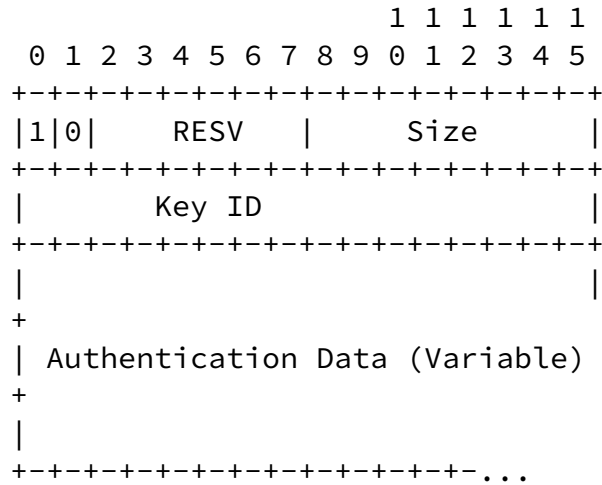 1 1 1 1 1 1
 0 1 2 3 4 5 6 7 8 9 0 1 2 3 4 5
+-+-+-+-+-+-+-+-+-+-+-+-+-+-+-+-+
|1|0|    RESV   |     Size      |
+-+-+-+-+-+-+-+-+-+-+-+-+-+-+-+-+
|       Key ID                  |
+-+-+-+-+-+-+-+-+-+-+-+-+-+-+-+-+
|                               |
+
| Authentication Data (Variable)
+
|
+-+-+-+-+-+-+-+-+-+-+-+-+-...